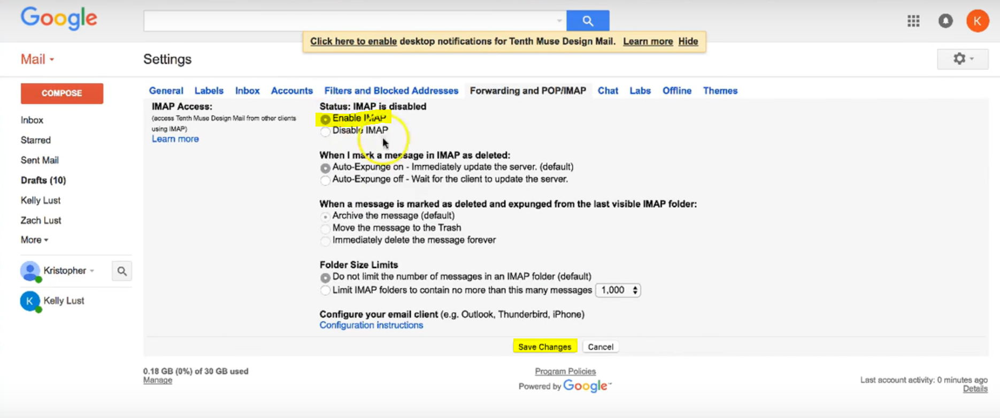 Google
Click here to enable desktop notifications for Tenth Muse Design Mail. Learn more Hide
K
Mail
Settings
COMPOSE
General Labels Inbox Accounts Filters and Blocked Addresses Forwarding and POP/IMAP Chat Labs Offline Themes
Inbox
Starred
Sent Mail
Drafts (10)
Kelly Lust
Zach Lust
More
Kristopher
K Kelly Lust
IMAP Access:
(access Tenth Muse Design Mail from other clients
using IMAP)
Learn more
Status: IMAP is disabled
Enable IMAP
Disable IMAP
When I mark a message in IMAP as deleted:
Auto-Expunge on - Immediately update the server. (default)
Auto-Expunge off - Wait for the client to update the server.
When a message is marked as deleted and expunged from the last visible IMAP folder:
Archive the message (default)
Move the message to the Trash
Immediately delete the message forever
Folder Size Limits
Do not limit the number of messages in an IMAP folder (default)
Limit IMAP folders to contain no more than this many messages 1,000
Configure your email client (e.g. Outlook, Thunderbird, iPhone)
Configuration instructions
Save Changes Cancel
0.18 GB (0%) of 30 GB used
Manage
Program Policies
Powered by Google™
Last account activity: 0 minutes ago
Details